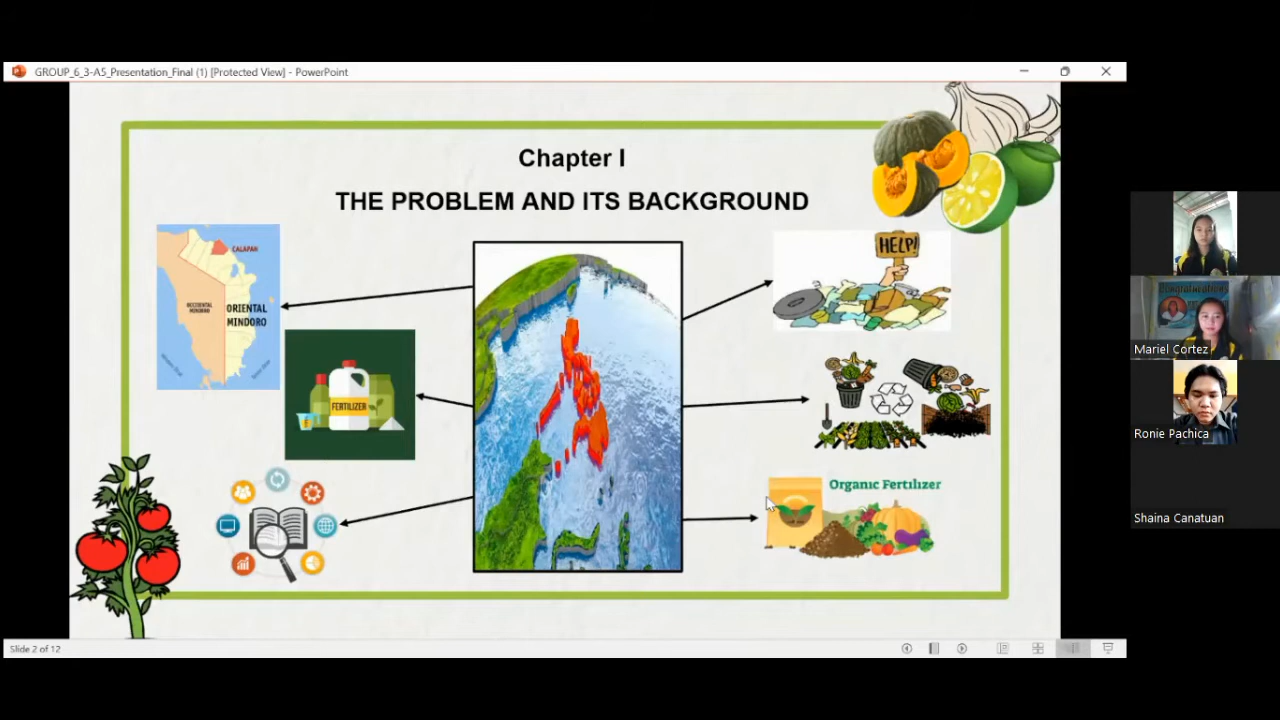 GROUP_6_3-A5_Presentation_Final (1) [Protected View] - PowerPoint
Chapter I
THE PROBLEM AND ITS BACKGROUND
CALAPAN
OCCIDENTAL
MINDORO
ORIENTAL
MINDORO
HELP!
FERTILIZER
Organic Fertilizer
Congratulations
Mariel Cortez
Ronie Pachica
Shaina Canatuan
Slide 2 of 12